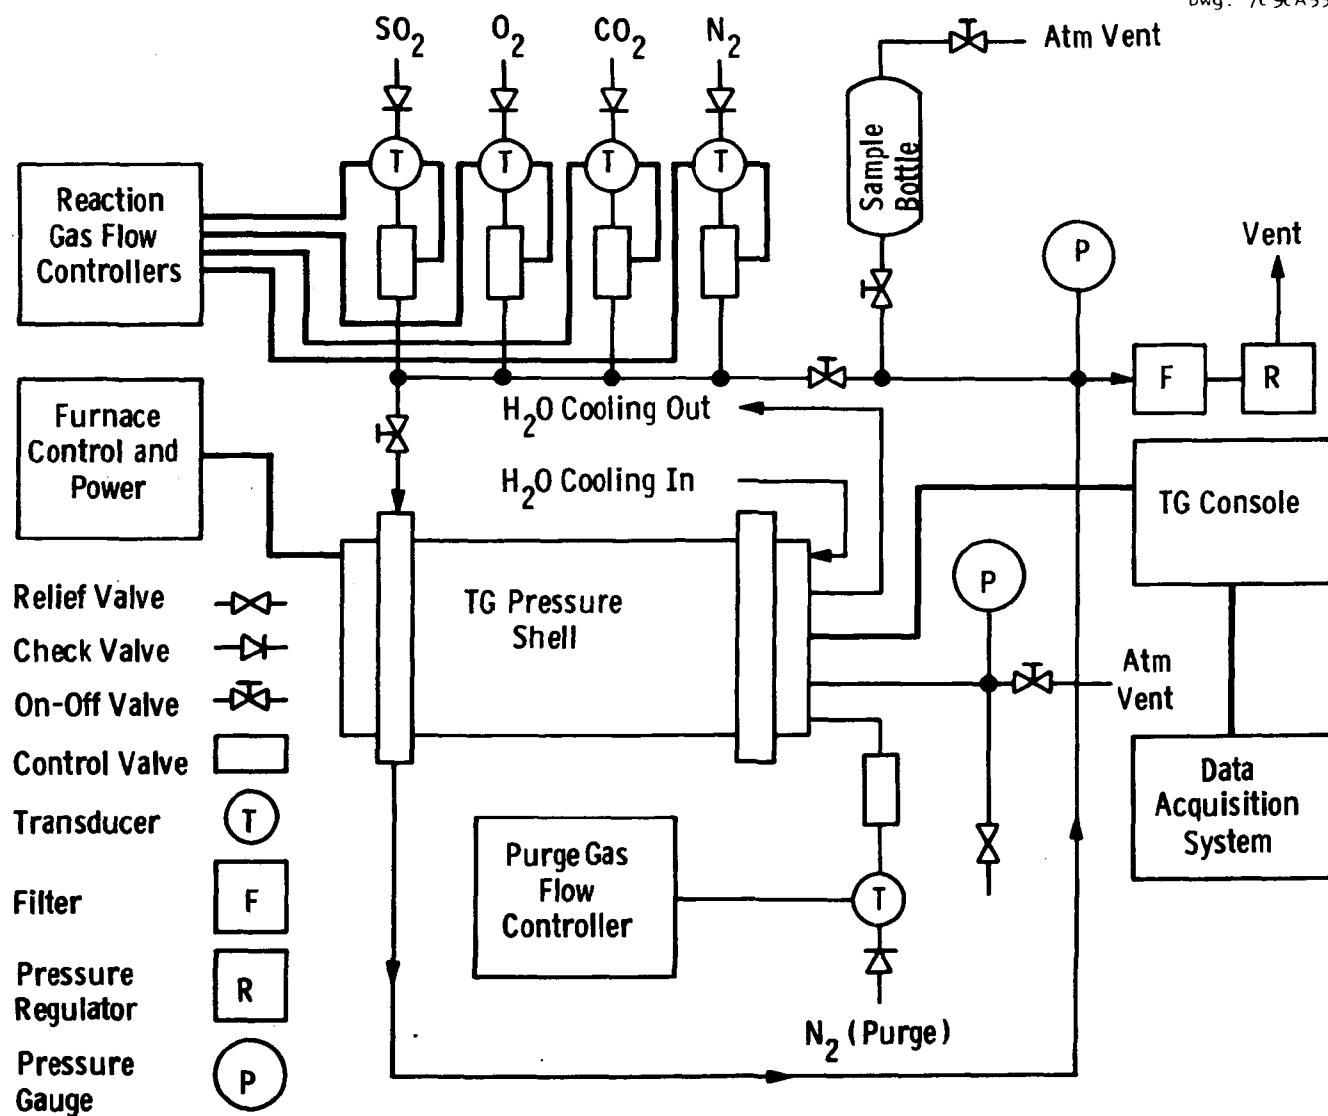 SO2 O2 CO2 N2
Atm Vent
Sample
Bottle
T T T T
Reaction
Gas Flow
Controllers
P
Vent
F
R
H2O Cooling Out
Furnace
Control and
Power
H2O Cooling In
TG Console
P
Relief Valve
TG Pressure
Shell
Check Valve
Atm
Vent
On-Off Valve
Control Valve
Data
Acquisition
System
Transducer
T
Purge Gas
Flow
Controller
T
Filter
F
Pressure
Regulator
R
N2 (Purge)
Pressure
Gauge
P